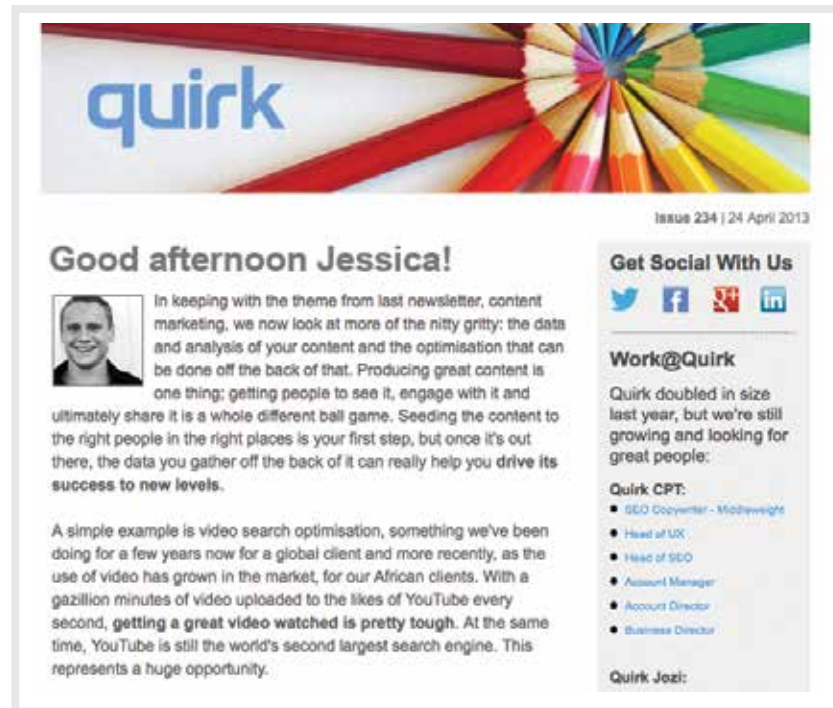 quirk
Issue 234 | 24 April 2013
Good afternoon Jessica!
In keeping with the theme from last newsletter, content
marketing, we now look at more of the nitty gritty: the data
and analysis of your content and the optimisation that can
be done off the back of that. Producing great content is
one thing; getting people to see it, engage with it and
ultimately share it is a whole different ball game. Seeding the content to
the right people in the right places is your first step, but once it's out
there, the data you gather off the back of it can really help you drive its
success to new levels.
A simple example is video search optimisation, something we've been
doing for a few years now for a global client and more recently, as the
use of video has grown in the market, for our African clients. With a
gazillion minutes of video uploaded to the likes of YouTube every
second, getting a great video watched is pretty tough. At the same
time, YouTube is still the world's second largest search engine. This
represents a huge opportunity.
Get Social With Us
Work@Quirk
Quirk doubled in size
last year, but we're still
growing and looking for
great people:
Quirk CPT:
SEO Copywriter - Middleweight
Head of UX
Head of SEO
Account Manager
Account Director
Business Director
Quirk Jozi: